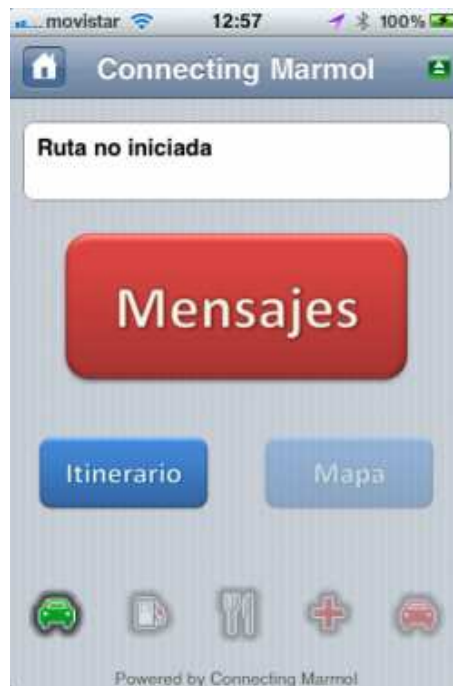 movistar 12:57 100%
Connecting Marmol
Ruta no iniciada
Mensajes
Itinerario Mapa
Powered by Connecting Marmol